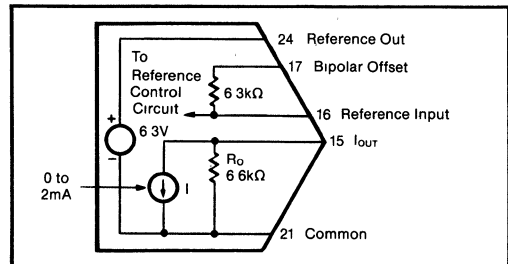 24 Reference Out
17 Bipolar Offset
To
Reference
Control
Circuit
6 3kΩ
16 Reference Input
15 IOUT
+
6 3V
−
RO
6 6kΩ
0 to
2mA
I
21 Common